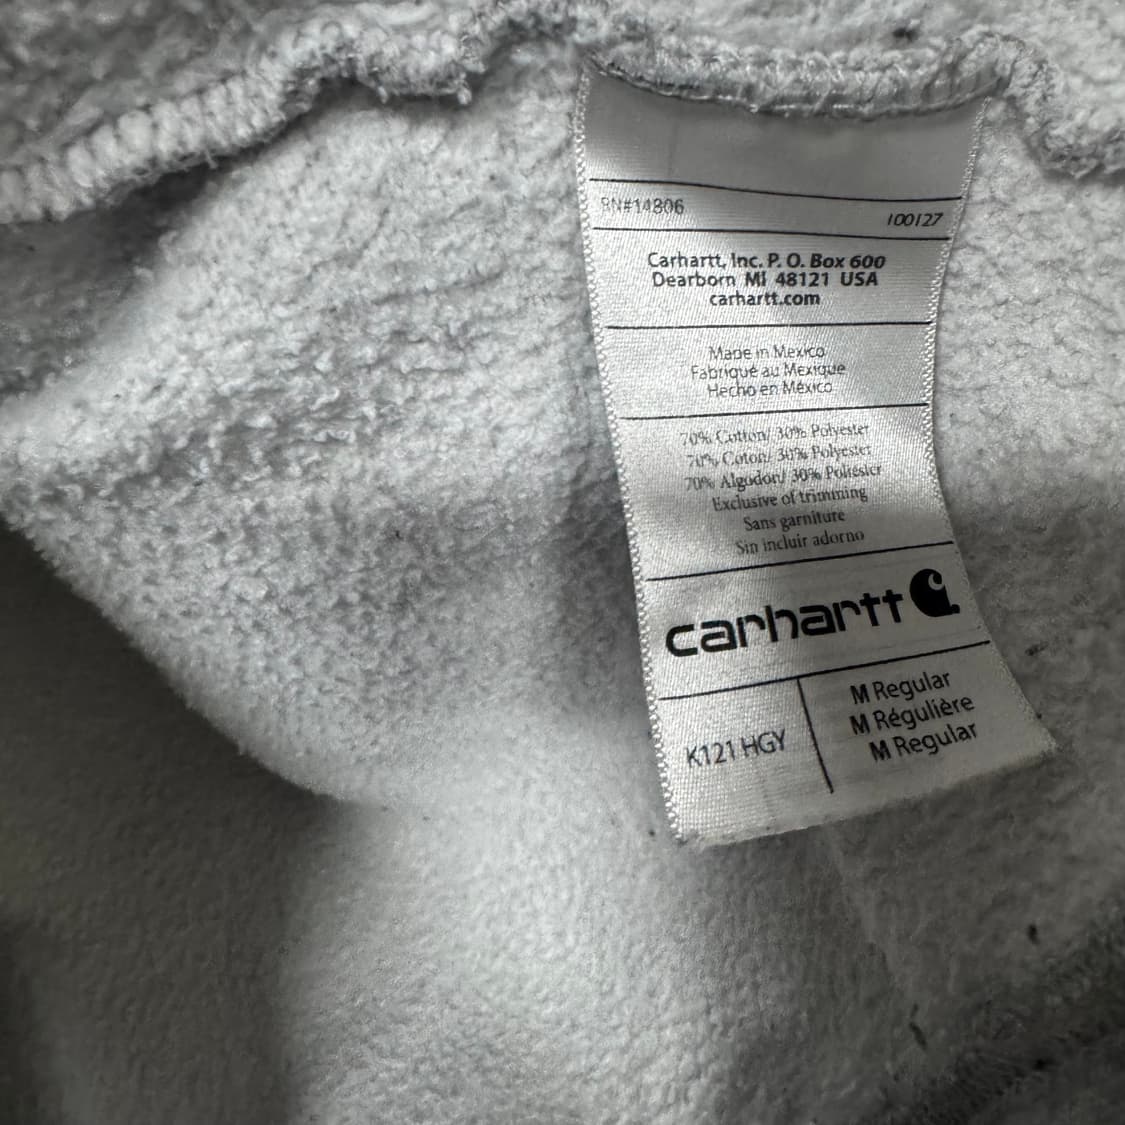 RN#14806
100127
Carhartt, Inc. P. O. Box 600
Dearborn MI 48121 USA
carhartt.com
Made in Mexico
Fabriqué au Mexique
Hecho en México
70% Cotton/ 30% Polyester
70% Coton/ 30% Polyester
70% Algodon/ 30% Poliéster
Exclusive of trimming
Sans garniture
Sin incluir adorno
carhartt
K121 HGY
M Regular
M Régulière
M Regular